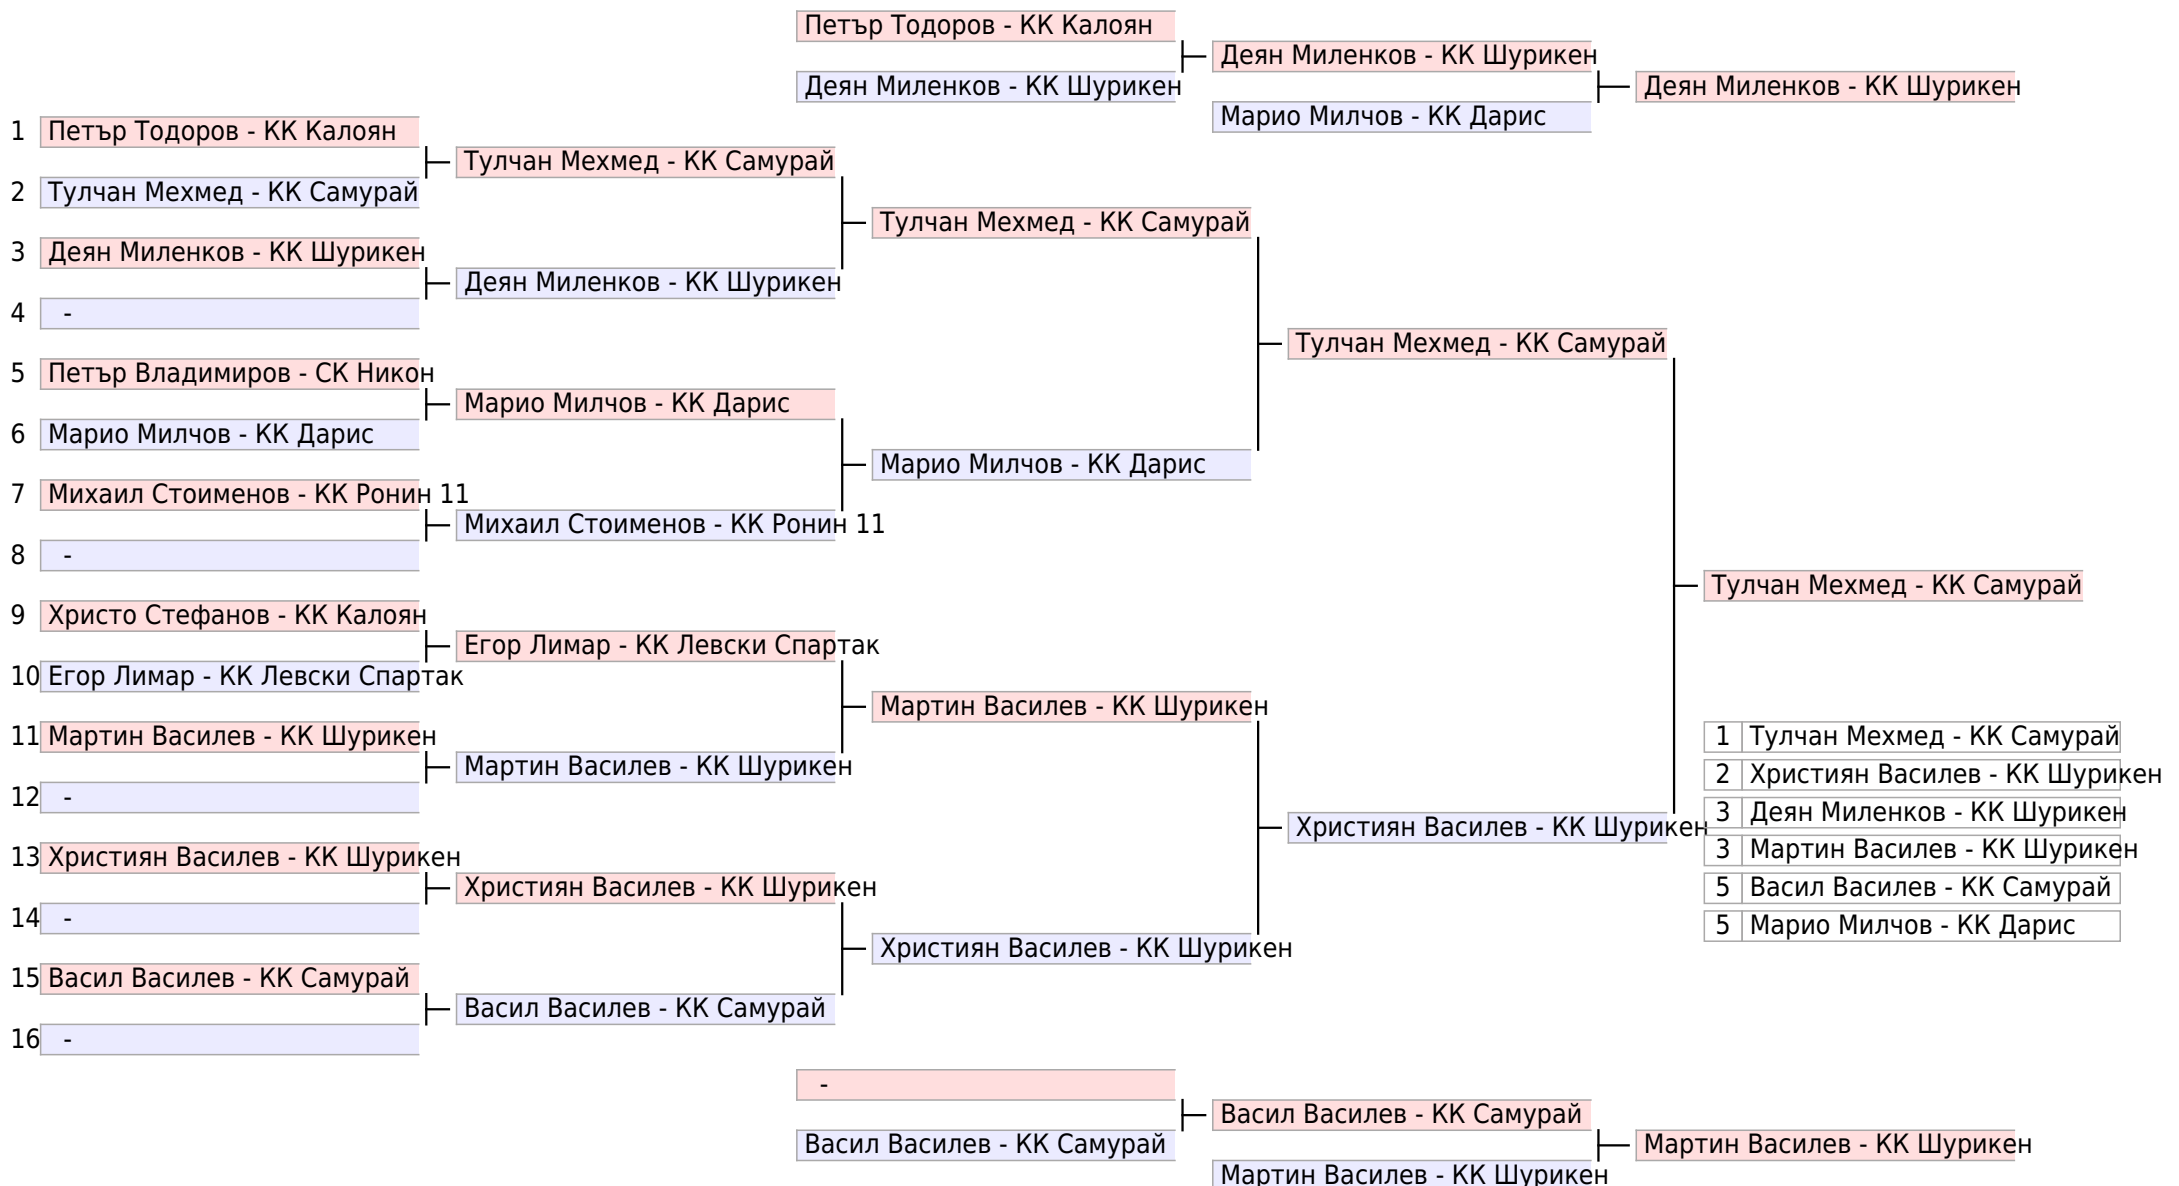 Петър Тодоров - КК Калоян
Деян Миленков - КК Шурикен
Деян Миленков - КК Шурикен
Деян Миленков - КК Шурикен
Марио Милчов - КК Дарис
1 Петър Тодоров - КК Калоян
Тулчан Мехмед - КК Самурай
2 Тулчан Мехмед - КК Самурай
Тулчан Мехмед - КК Самурай
3 Деян Миленков - КК Шурикен
Деян Миленков - КК Шурикен
4 -
Тулчан Мехмед - КК Самурай
5 Петър Владимиров - СК Никон
Марио Милчов - КК Дарис
6 Марио Милчов - КК Дарис
Марио Милчов - КК Дарис
7 Михаил Стоименов - КК Ронин 11
Михаил Стоименов - КК Ронин 11
8 -
Тулчан Мехмед - КК Самурай
9 Христо Стефанов - КК Калоян
Егор Лимар - КК Левски Спартак
10 Егор Лимар - КК Левски Спартак
Мартин Василев - КК Шурикен
11 Мартин Василев - КК Шурикен
Мартин Василев - КК Шурикен
12 -
Християн Василев - КК Шурикен
13 Християн Василев - КК Шурикен
Християн Василев - КК Шурикен
14 -
Християн Василев - КК Шурикен
15 Васил Василев - КК Самурай
Васил Василев - КК Самурай
16 -
1 Тулчан Мехмед - КК Самурай
2 Християн Василев - КК Шурикен
3 Деян Миленков - КК Шурикен
3 Мартин Василев - КК Шурикен
5 Васил Василев - КК Самурай
5 Марио Милчов - КК Дарис
-
Васил Василев - КК Самурай
Васил Василев - КК Самурай
Мартин Василев - КК Шурикен
Мартин Василев - КК Шурикен